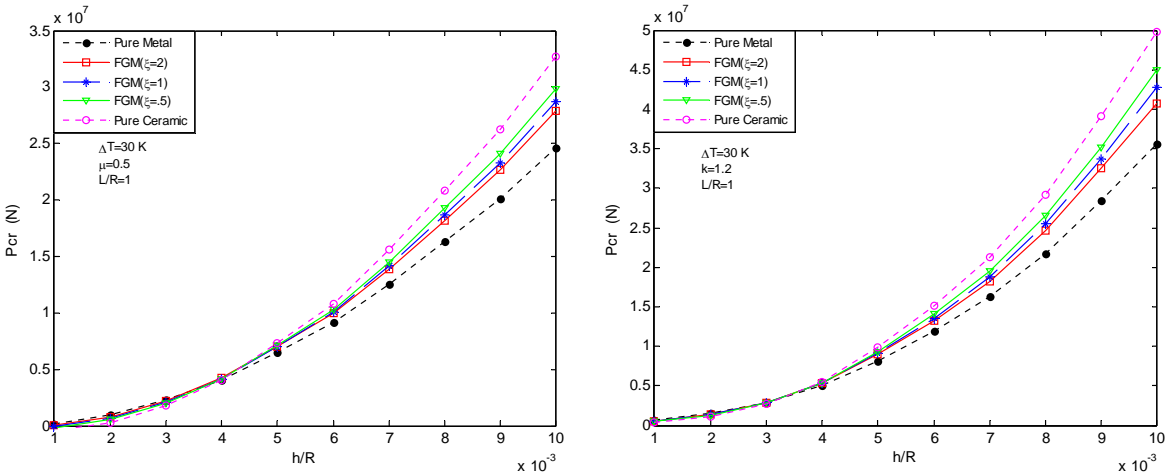 x 10^7
3.5
3
2.5
2
1.5
1
0.5
0
Pcr (N)
Pure Metal
FGM(ξ=2)
FGM(ξ=1)
FGM(ξ=.5)
Pure Ceramic
ΔT=30 K
μ=0.5
L/R=1
1 2 3 4 5 6 7 8 9 10
h/R
x 10^-3
x 10^7
5
4.5
4
3.5
3
2.5
2
1.5
1
0.5
0
Pcr (N)
Pure Metal
FGM(ξ=2)
FGM(ξ=1)
FGM(ξ=.5)
Pure Ceramic
ΔT=30 K
k=1.2
L/R=1
1 2 3 4 5 6 7 8 9 10
h/R
x 10^-3